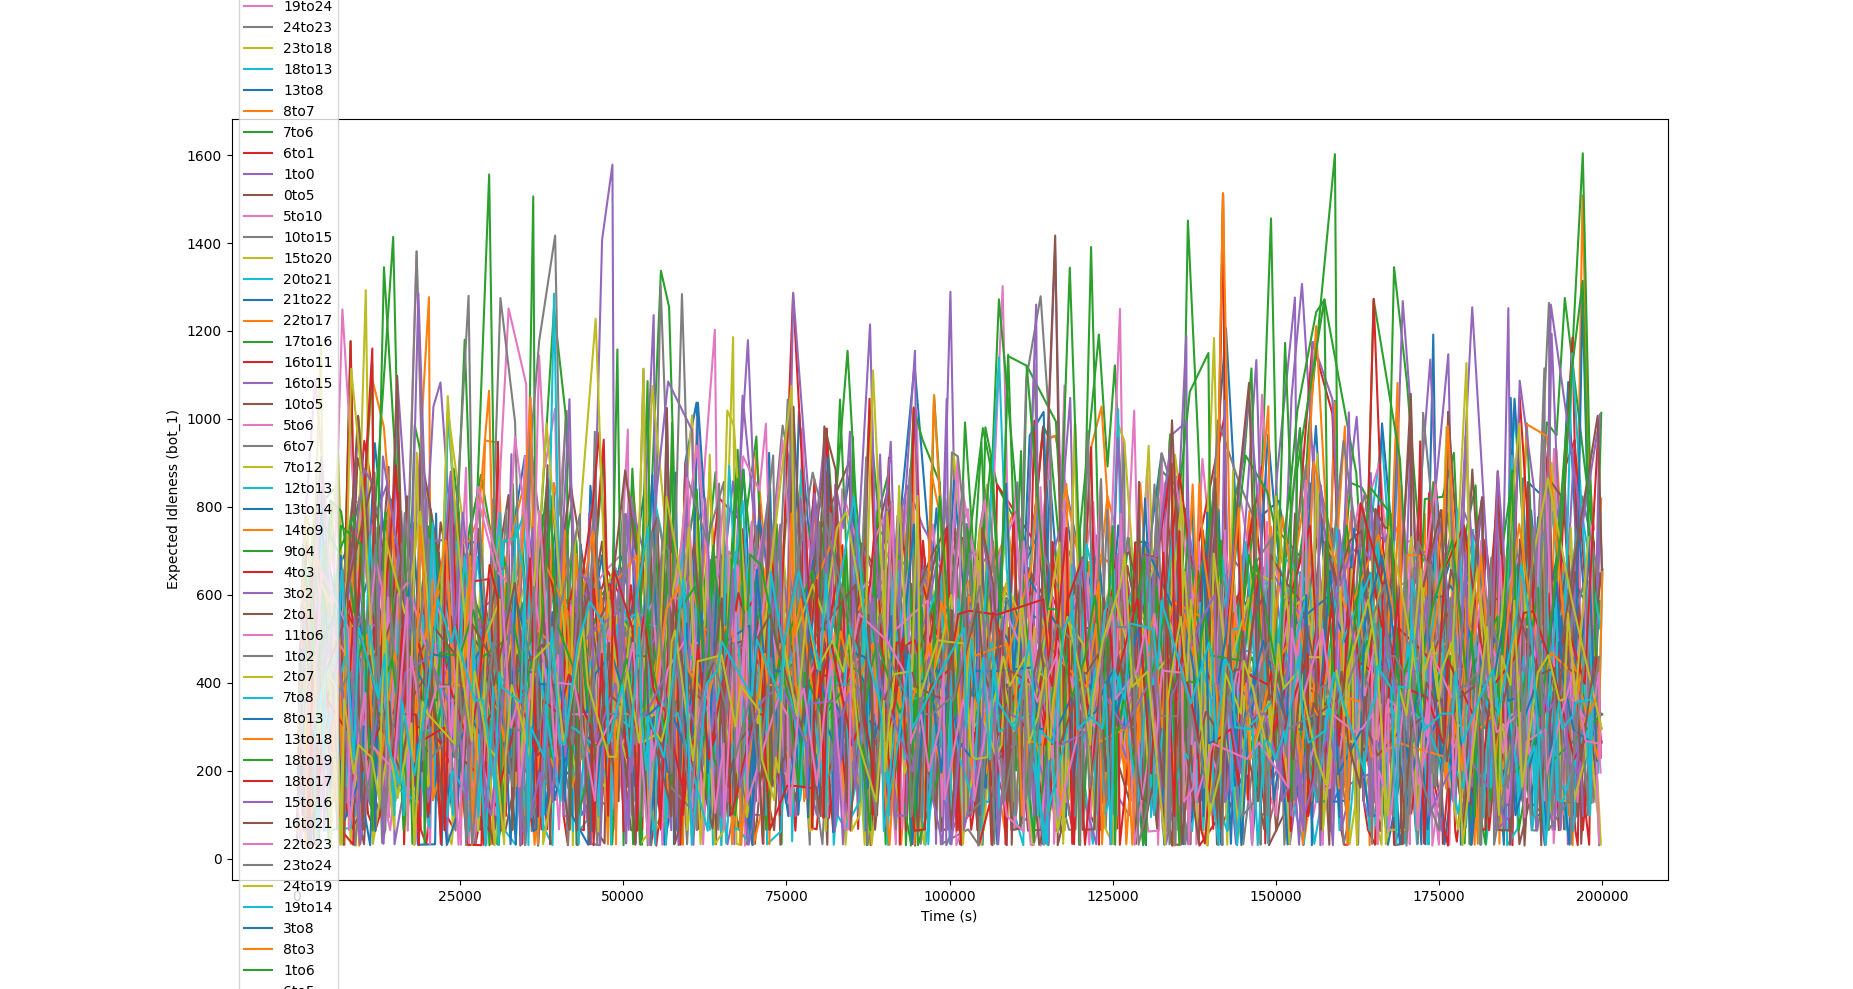 19to24
24to23
23to18
18to13
13to8
8to7
7to6
6to1
1to0
0to5
5to10
10to15
15to20
20to21
21to22
22to17
17to16
16to11
16to15
10to5
5to6
6to7
7to12
12to13
13to14
14to9
9to4
4to3
3to2
2to1
11to6
1to2
2to7
7to8
8to13
13to18
18to19
18to17
15to16
16to21
22to23
23to24
24to19
19to14
3to8
8to3
1to6
6to5
1600
1400
1200
1000
800
600
400
200
0
Expected Idleness (bot_1)
0
25000
50000
75000
100000
125000
150000
175000
200000
Time (s)